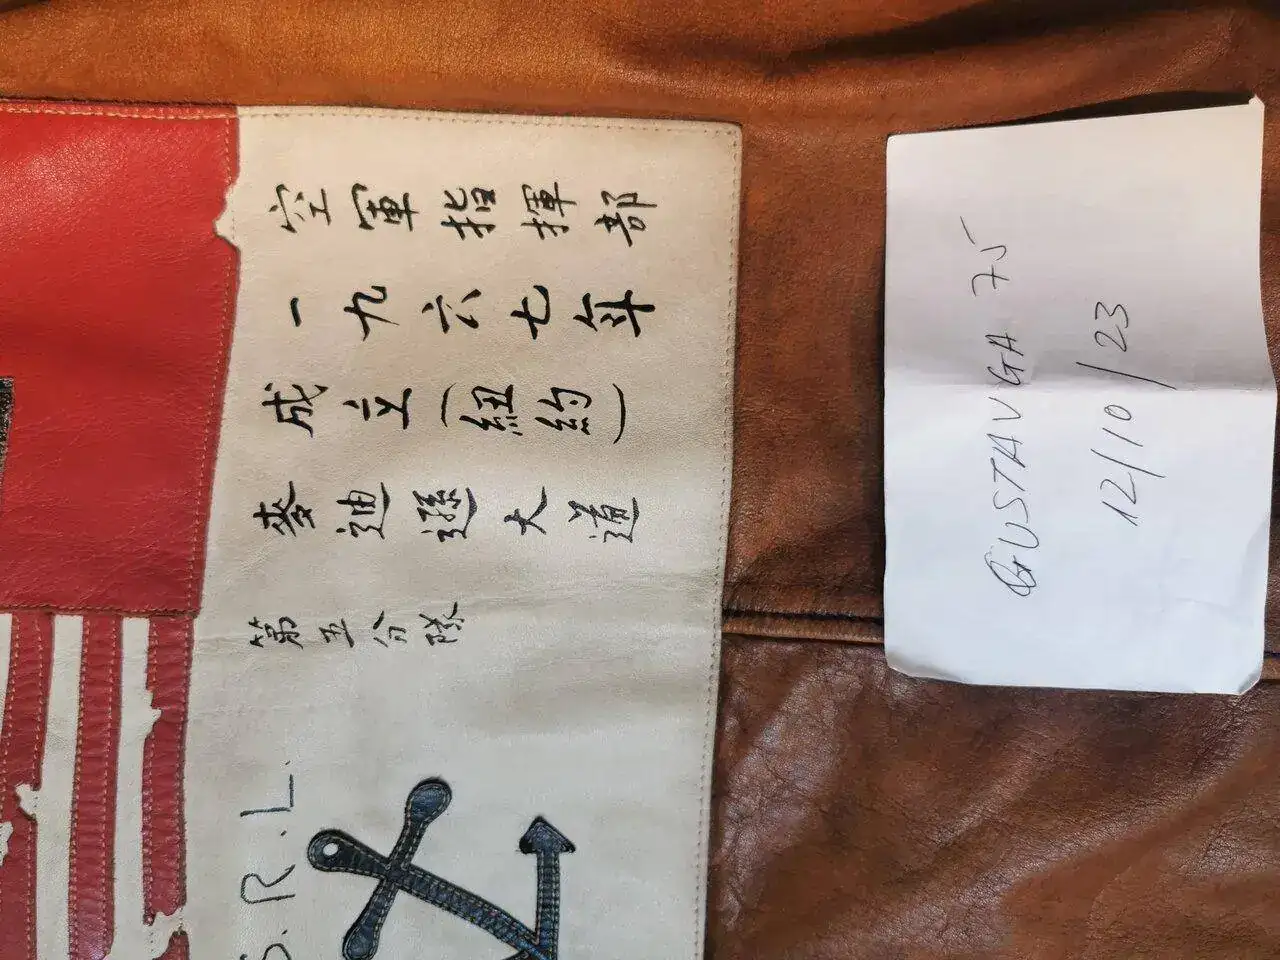 空軍指揮部
一九六七年
成立(紐約)
麥迪遜大道
第五分隊
S.R.L.
GUSTAVGA 75
12/10/23